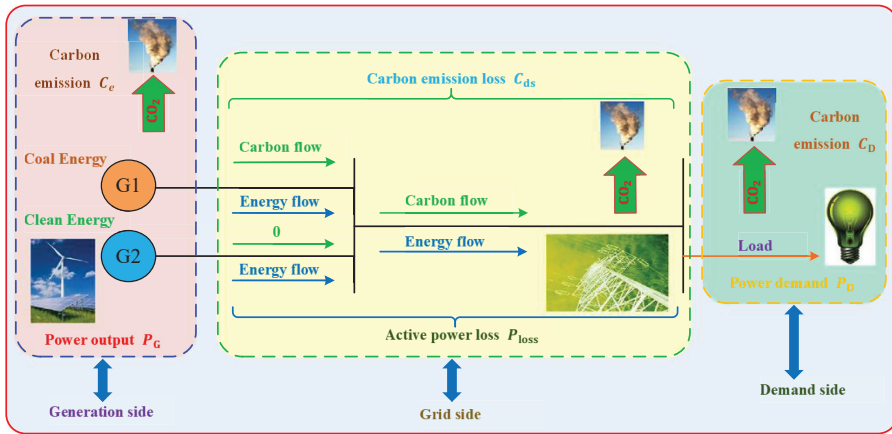 Carbon
emission C_e
CO₂
Coal Energy
G1
Clean Energy
G2
Power output P_G
Generation side
Carbon emission loss C_ds
Carbon flow
Energy flow
0
Energy flow
Carbon flow
Energy flow
CO₂
Active power loss P_loss
Grid side
CO₂
Carbon
emission C_D
Load
Power demand P_D
Demand side